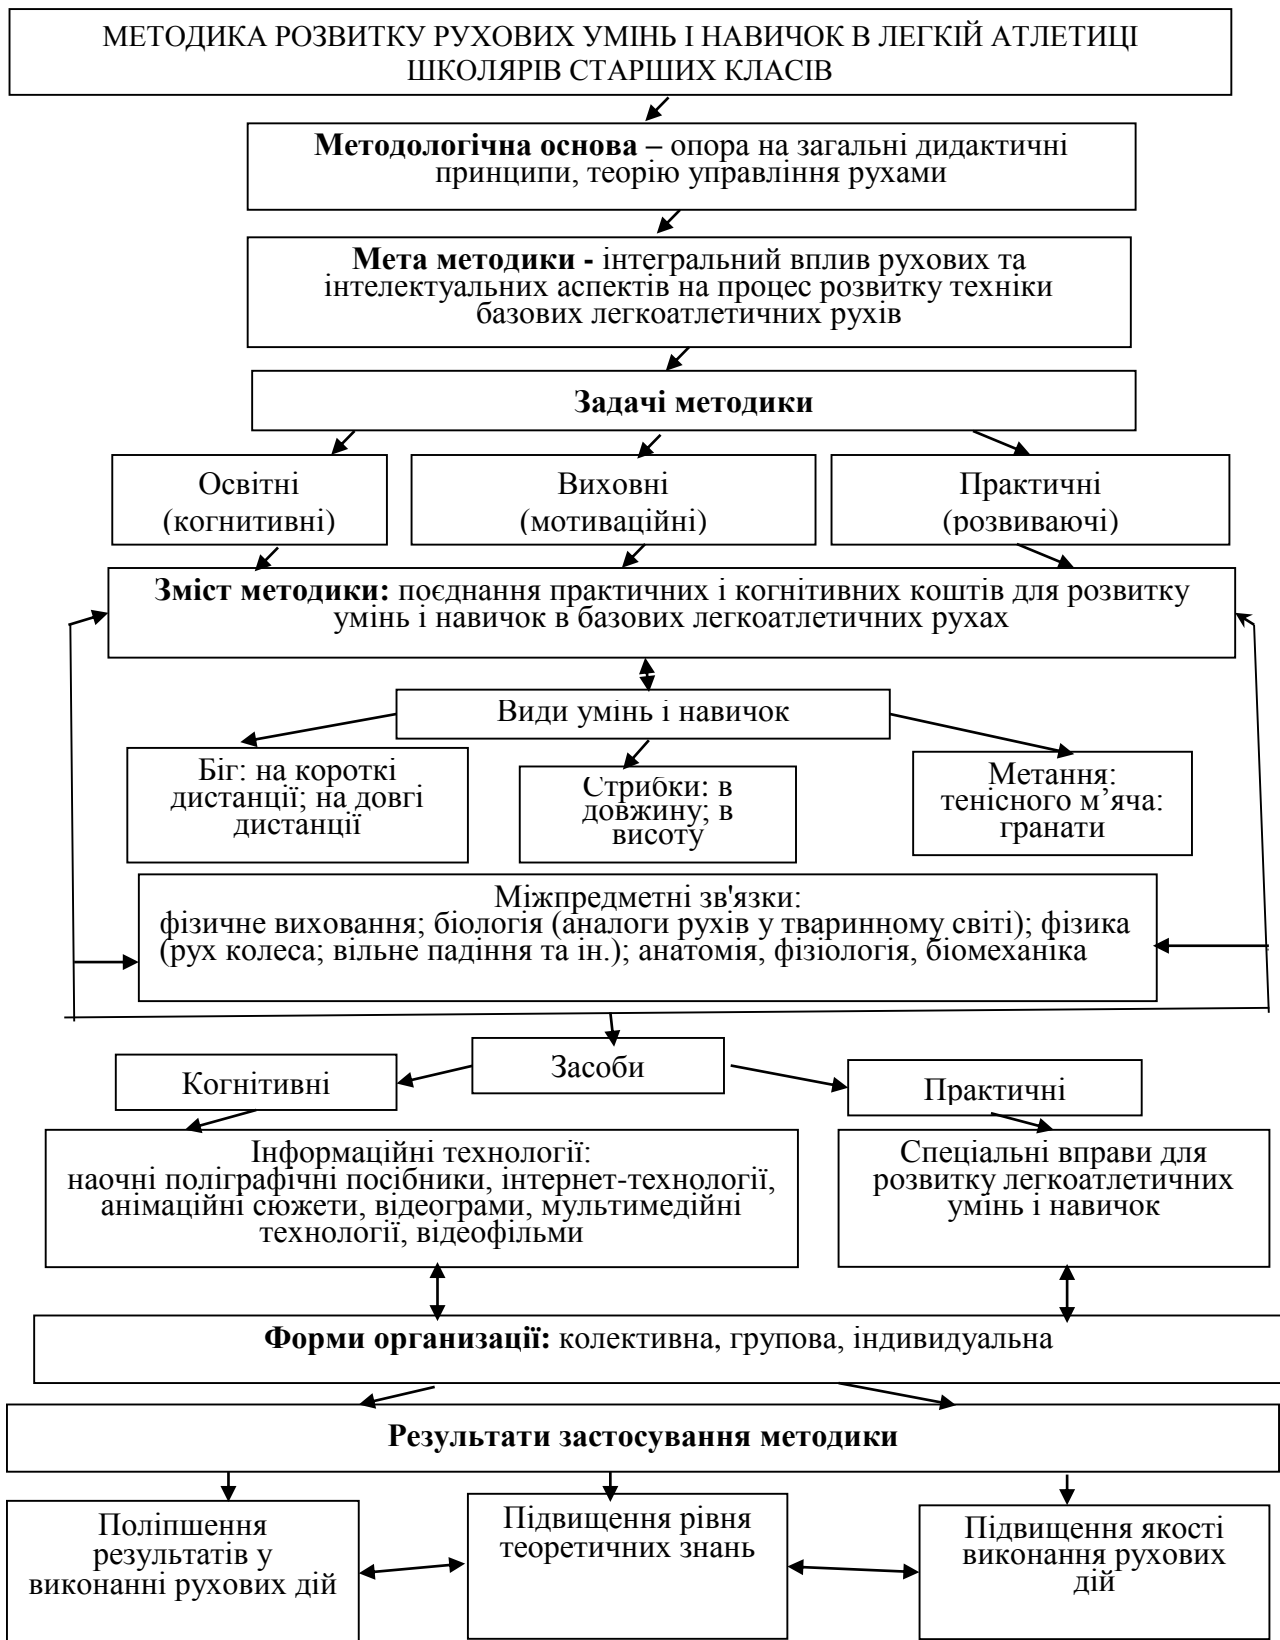 МЕТОДИКА РОЗВИТКУ РУХОВИХ УМІНЬ І НАВИЧОК В ЛЕГКІЙ АТЛЕТИЦІ
ШКОЛЯРІВ СТАРШИХ КЛАСІВ
Методологічна основа – опора на загальні дидактичні
принципи, теорію управління рухами
Мета методики - інтегральний вплив рухових та
інтелектуальних аспектів на процес розвитку техніки
базових легкоатлетичних рухів
Задачі методики
Освітні
(когнитивні)
Виховні
(мотиваційні)
Практичні
(розвиваючі)
Зміст методики: поєднання практичних і когнітивних коштів для розвитку
умінь і навичок в базових легкоатлетичних рухах
Види умінь і навичок
Біг: на короткі
дистанції; на довгі
дистанції
Стрибки: в
довжину; в
висоту
Метання:
тенісного м’яча:
гранати
Міжпредметні зв'язки:
фізичне виховання; біологія (аналоги рухів у тваринному світі); фізика
(рух колеса; вільне падіння та ін.); анатомія, фізіологія, біомеханіка
Засоби
Когнітивні
Практичні
Інформаційні технології:
наочні поліграфічні посібники, інтернет-технології,
анімаційні сюжети, відеограми, мультимедійні
технології, відеофільми
Спеціальні вправи для
розвитку легкоатлетичних
умінь і навичок
Форми организації: колективна, групова, індивидуальна
Результати застосування методики
Поліпшення
результатів у
виконанні рухових дій
Підвищення рівня
теоретичних знань
Підвищення якості
виконання рухових
дій